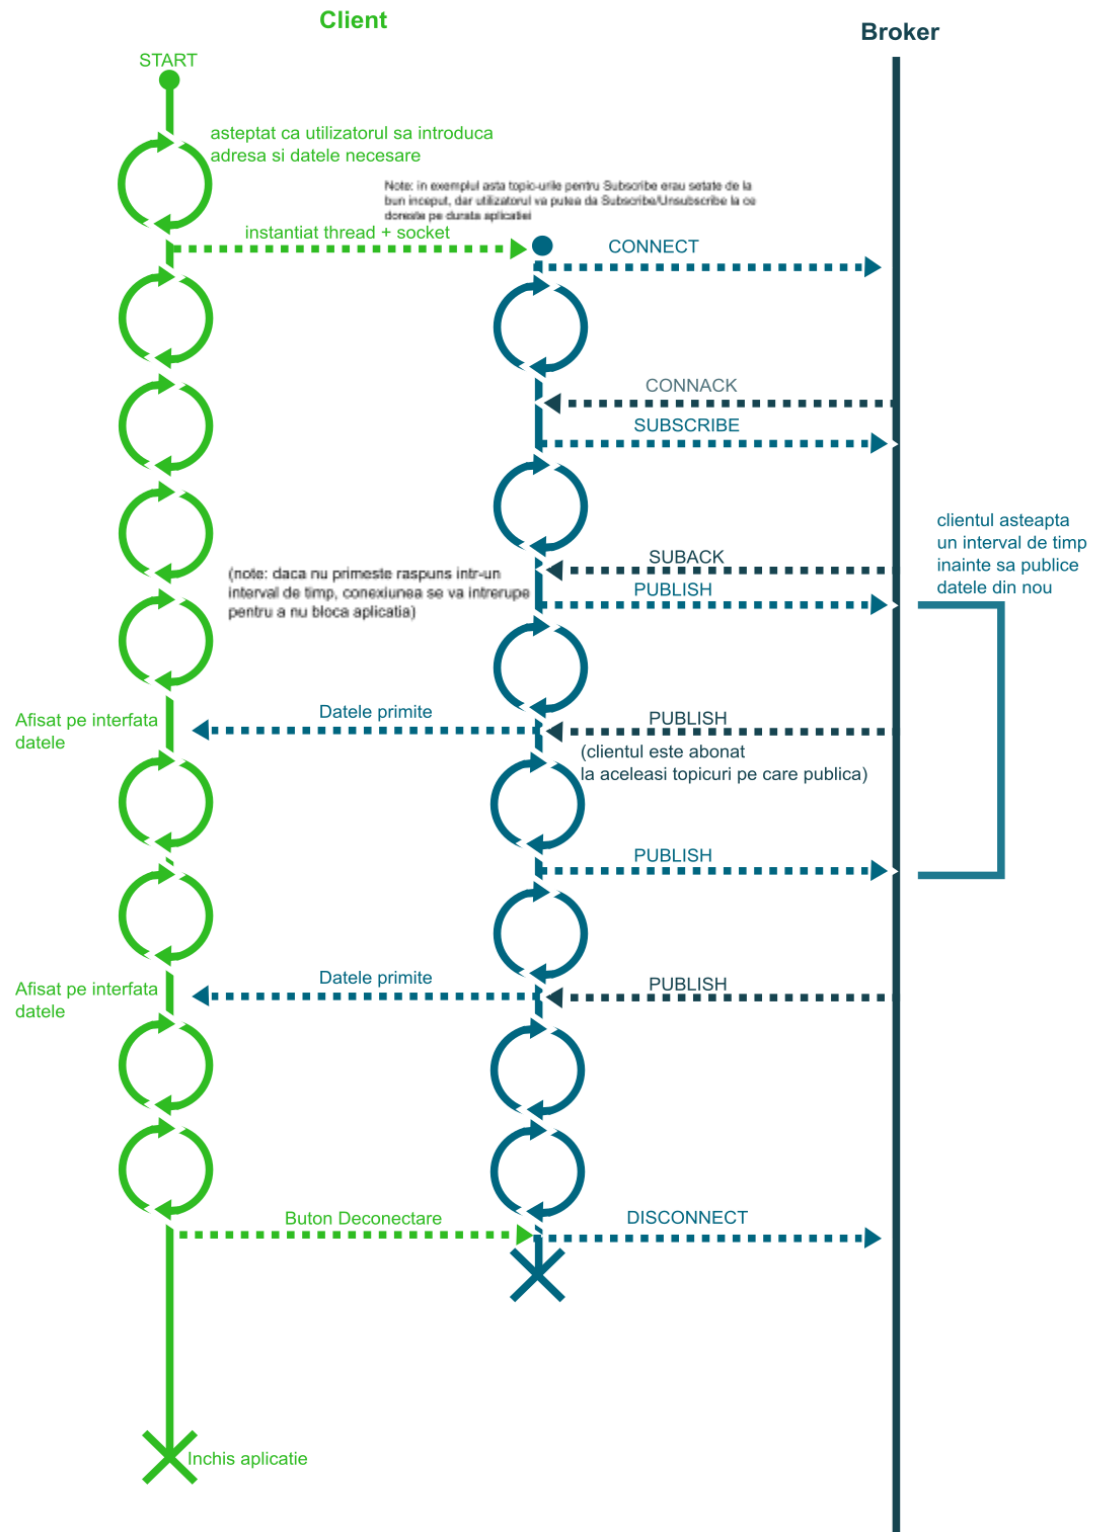 Client
Broker
START
asteptat ca utilizatorul sa introduca
adresa si datele necesare
Note: in exemplul asta topic-urile pentru Subscribe erau setate de la
bun inceput, dar utilizatorul va putea da Subscribe/Unsubscribe la ce
doreste pe durata aplicatiei
instantiat thread + socket
CONNECT
CONNACK
SUBSCRIBE
clientul asteapta
un interval de timp
inainte sa publice
datele din nou
SUBACK
(note: daca nu primeste raspuns intr-un
interval de timp, conexiunea se va intrerupe
pentru a nu bloca aplicatia)
PUBLISH
Afisat pe interfata
datele
Datele primite
PUBLISH
(clientul este abonat
la aceleasi topicuri pe care publica)
PUBLISH
Afisat pe interfata
datele
Datele primite
PUBLISH
Buton Deconectare
DISCONNECT
Inchis aplicatie